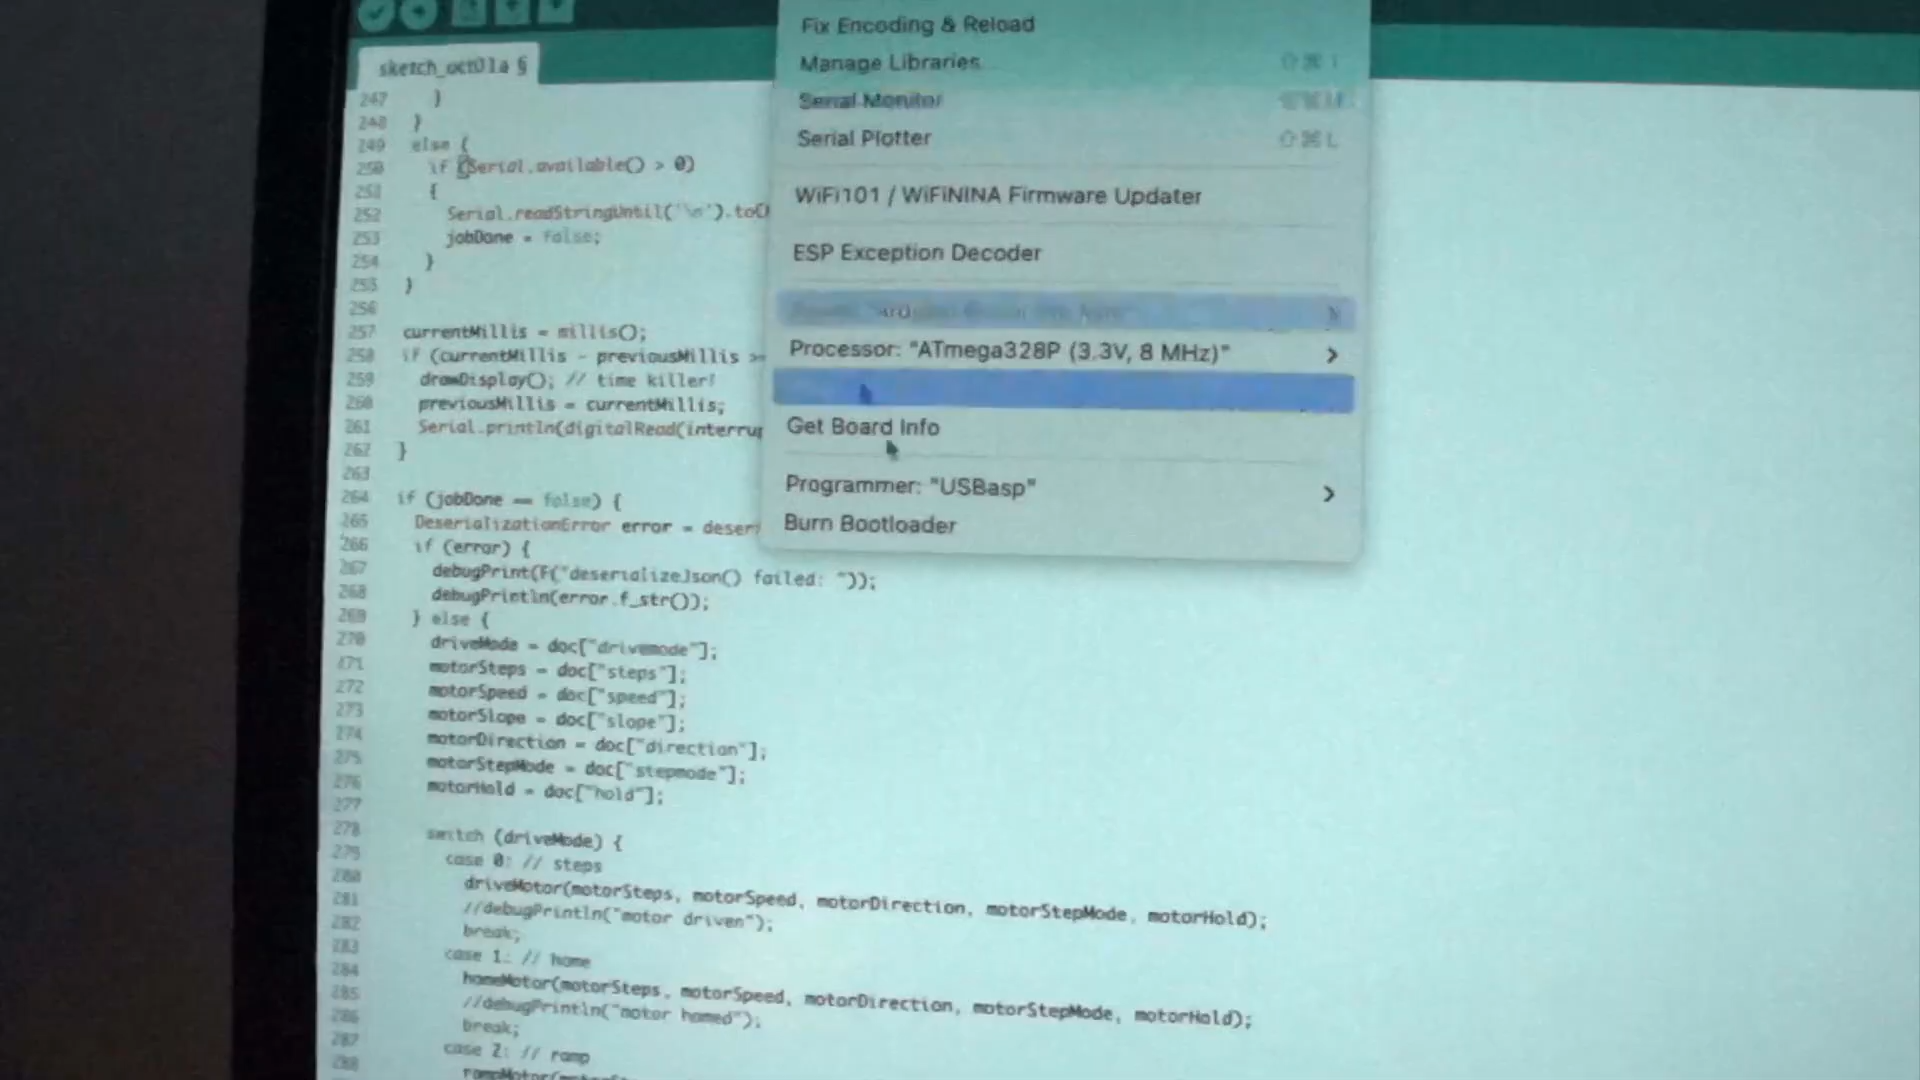 Fix Encoding & Reload
sketch_oct01a §
Manage Libraries
⇧⌘I
247 }
Serial Monitor
⇧⌘M
248 }
Serial Plotter
⇧⌘L
249 else {
250 if (Serial.available() > 0)
251 {
WiFi101 / WiFiNINA Firmware Updater
252 Serial.readStringUntil('\n').toC
253 jobDone = false;
ESP Exception Decoder
254 }
255 }
256
257 currentMillis = millis();
Processor: "ATmega328P (3.3V, 8 MHz)"
258 if (currentMillis - previousMillis >=
259 drawDisplay(); // time killer!
260 previousMillis = currentMillis;
261 Serial.println(digitalRead(interrup
Get Board Info
262 }
263
Programmer: "USBasp"
264 if (jobDone == false) {
Burn Bootloader
265 DeserializationError error = deseri
266 if (error) {
267 debugPrint(F("deserializeJson() failed: "));
268 debugPrintln(error.f_str());
269 } else {
270 driveMode = doc["drivemode"];
271 motorSteps = doc["steps"];
272 motorSpeed = doc["speed"];
273 motorSlope = doc["slope"];
274 motorDirection = doc["direction"];
275 motorStepMode = doc["stepmode"];
276 motorHold = doc["hold"];
277
278 switch (driveMode) {
279 case 0: // steps
280 driveMotor(motorSteps, motorSpeed, motorDirection, motorStepMode, motorHold);
281 //debugPrintln("motor driven");
282 break;
283 case 1: // home
284 homeMotor(motorSteps, motorSpeed, motorDirection, motorStepMode, motorHold);
285 //debugPrintln("motor homed");
286 break;
287 case 2: // ramp
288